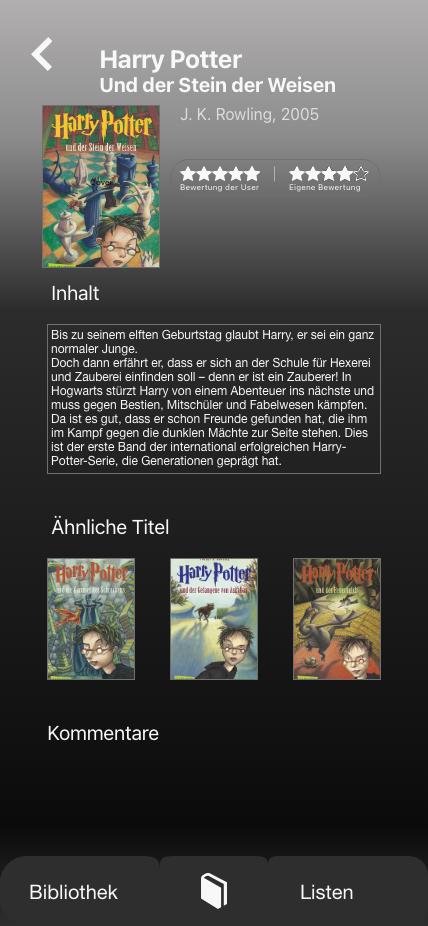 Harry Potter
Und der Stein der Weisen
J. K. Rowling, 2005
Harry Potter
und der Stein der Weisen
Bewertung der User
Eigene Bewertung
Inhalt
Bis zu seinem elften Geburtstag glaubt Harry, er sei ein ganz
normaler Junge.
Doch dann erfährt er, dass er sich an der Schule für Hexerei
und Zauberei einfinden soll – denn er ist ein Zauberer! In
Hogwarts stürzt Harry von einem Abenteuer ins nächste und
muss gegen Bestien, Mitschüler und Fabelwesen kämpfen.
Da ist es gut, dass er schon Freunde gefunden hat, die ihm
im Kampf gegen die dunklen Mächte zur Seite stehen. Dies
ist der erste Band der international erfolgreichen Harry-
Potter-Serie, die Generationen geprägt hat.
Ähnliche Titel
Harry Potter
und die Kammer des Schreckens
Harry Potter
und der Gefangene von Askaban
Harry Potter
und der Feuerkelch
Kommentare
Bibliothek
Listen